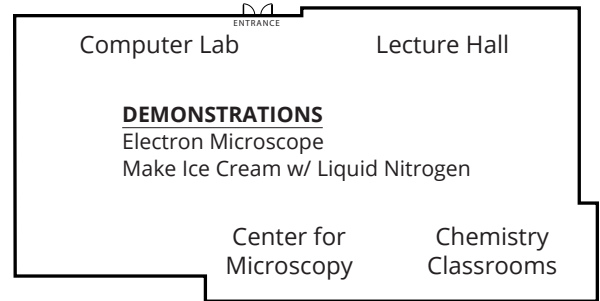 ENTRANCE
Computer Lab
Lecture Hall
DEMONSTRATIONS
Electron Microscope
Make Ice Cream w/ Liquid Nitrogen
Center for
Microscopy
Chemistry
Classrooms